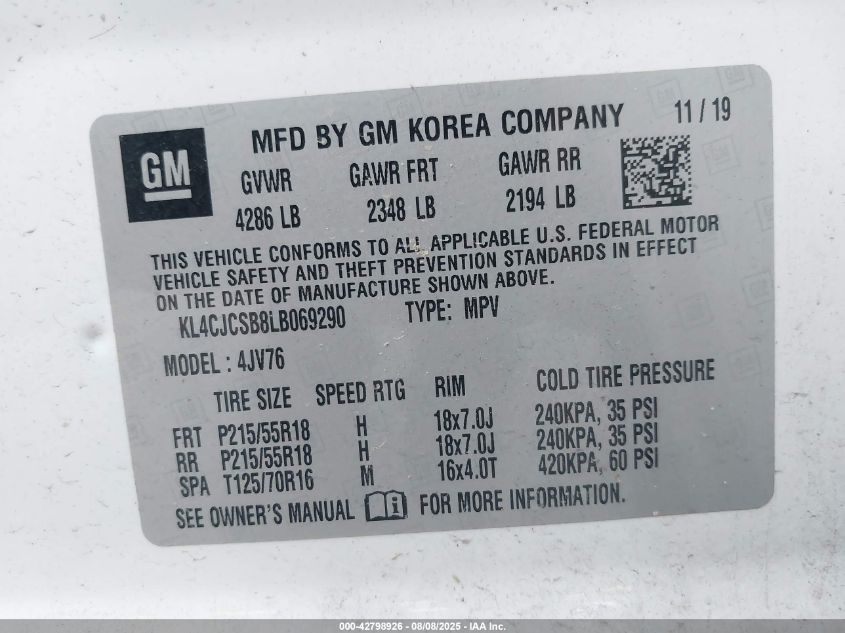 GM
MFD BY GM KOREA COMPANY 11 / 19
GVWR GAWR FRT GAWR RR
4286 LB 2348 LB 2194 LB
THIS VEHICLE CONFORMS TO ALL APPLICABLE U.S. FEDERAL MOTOR
VEHICLE SAFETY AND THEFT PREVENTION STANDARDS IN EFFECT
ON THE DATE OF MANUFACTURE SHOWN ABOVE.
KL4CJCSB8LB069290 TYPE: MPV
MODEL : 4JV76
TIRE SIZE SPEED RTG RIM COLD TIRE PRESSURE
FRT P215/55R18 H 18x7.0J 240KPA, 35 PSI
RR P215/55R18 H 18x7.0J 240KPA, 35 PSI
SPA T125/70R16 M 16x4.0T 420KPA, 60 PSI
SEE OWNER'S MANUAL i FOR MORE INFORMATION.
000-42798926 - 08/08/2025 - IAA Inc.